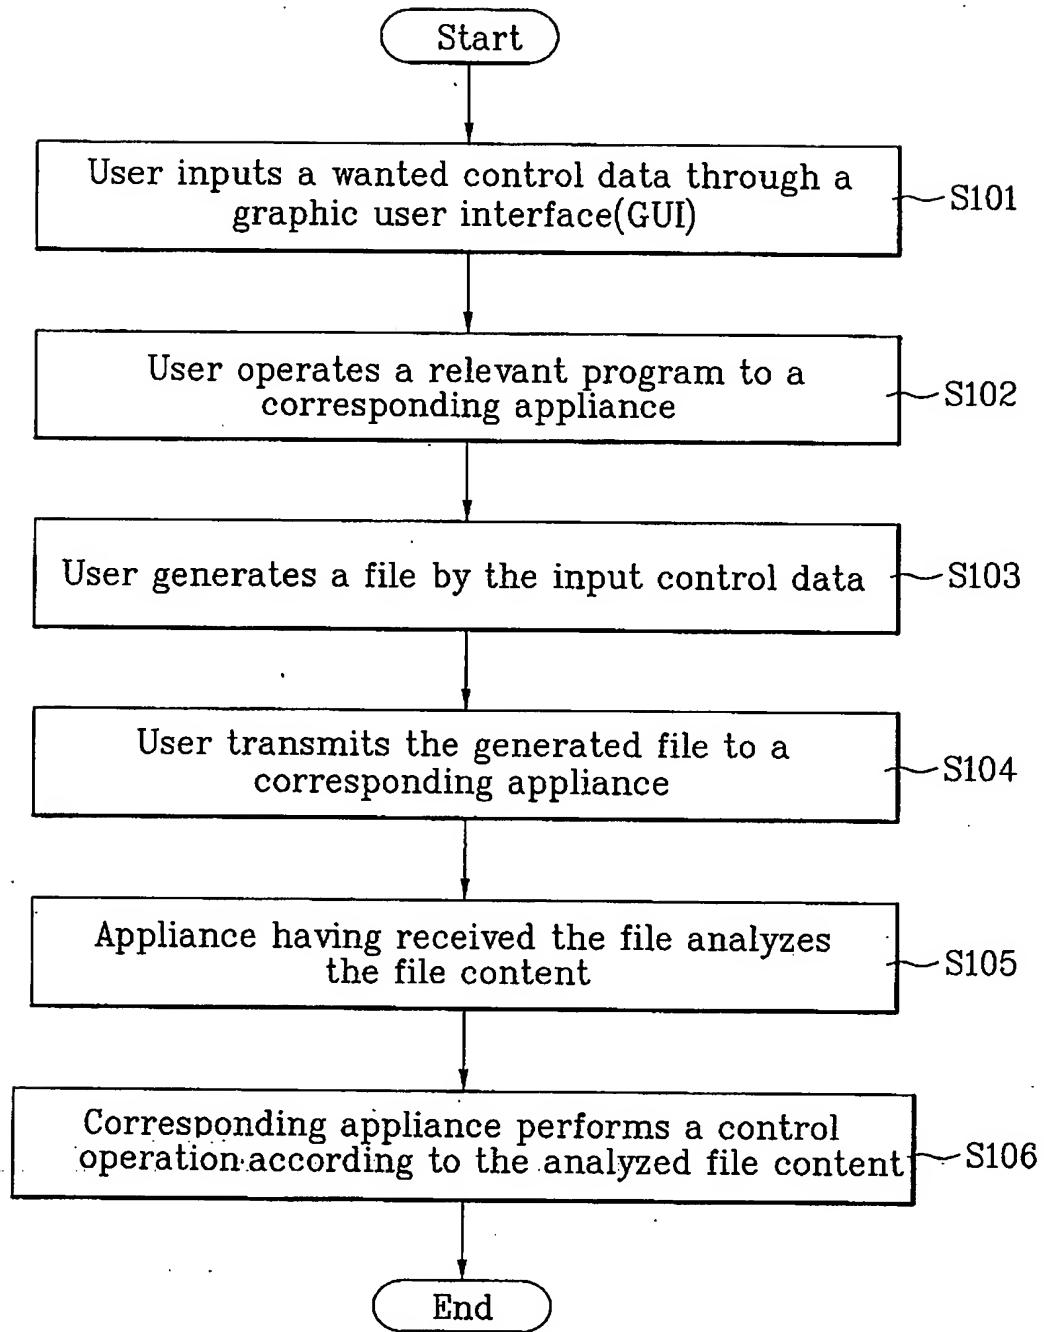 Start
User inputs a wanted control data through a
graphic user interface(GUI)
S101
User operates a relevant program to a
corresponding appliance
S102
User generates a file by the input control data
S103
User transmits the generated file to a
corresponding appliance
S104
Appliance having received the file analyzes
the file content
S105
Corresponding appliance performs a control
operation according to the analyzed file content
S106
End